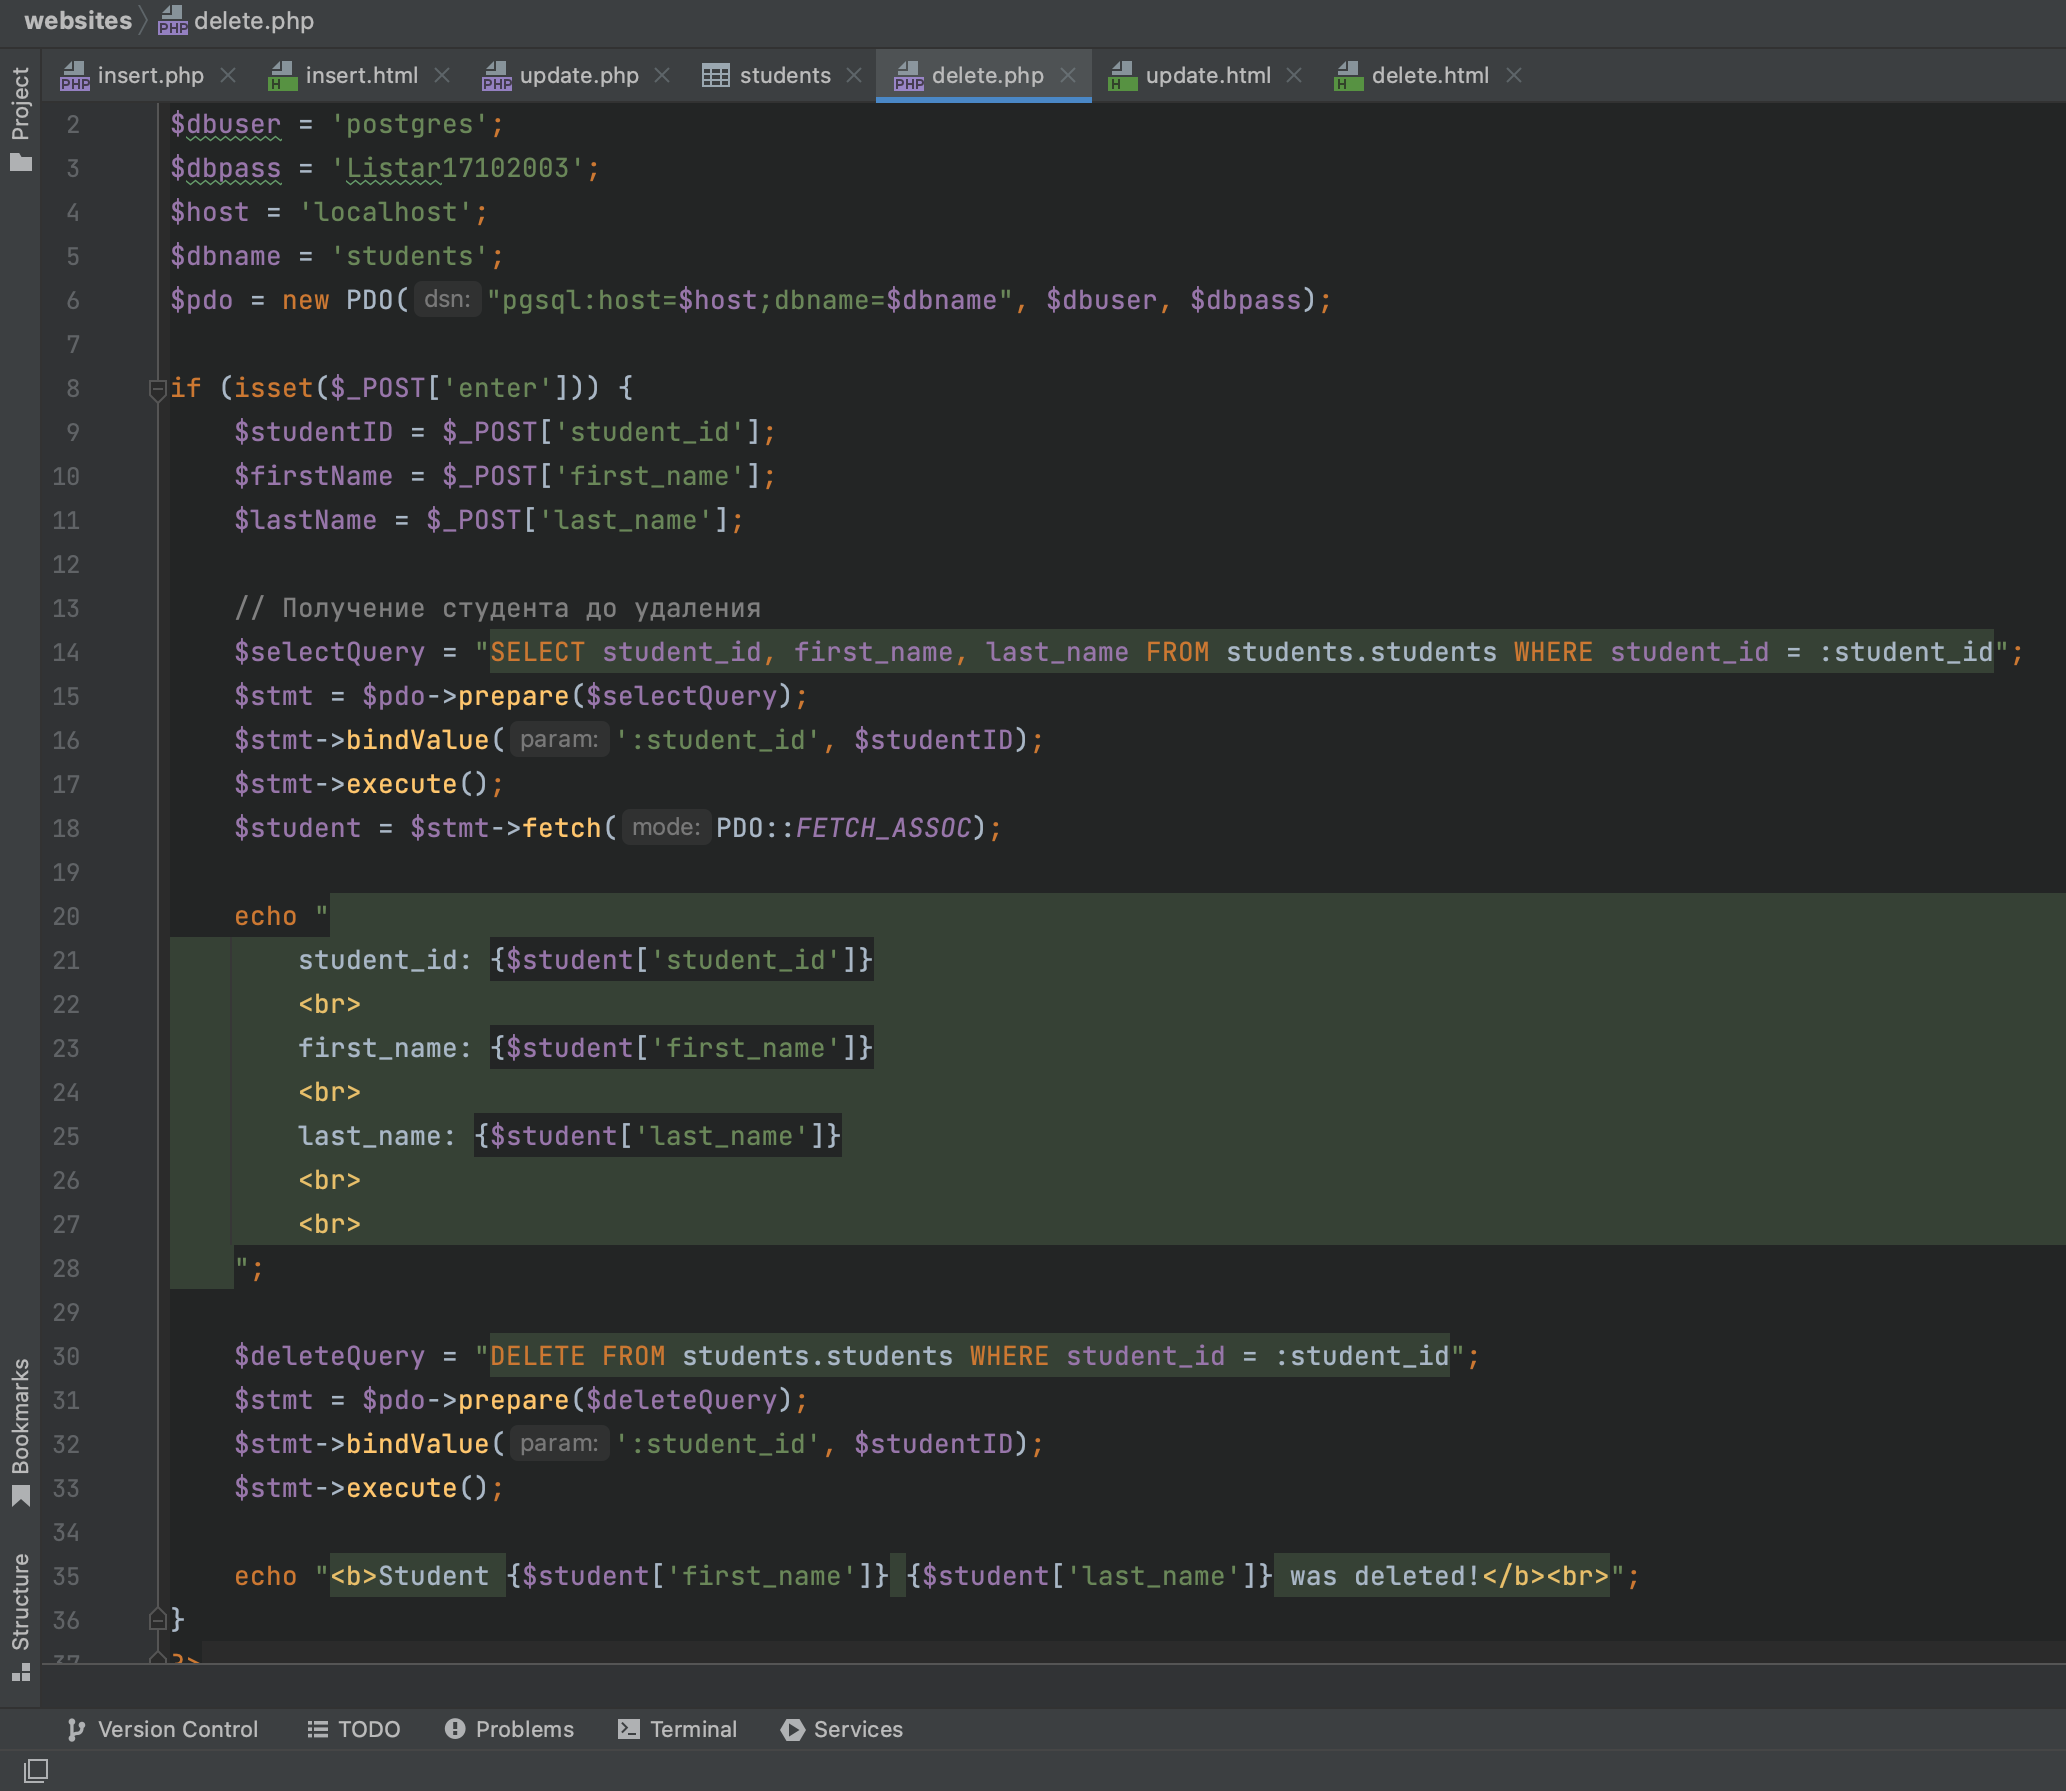 websites delete.php
insert.php insert.html update.php students delete.php update.html delete.html
Project
2 $dbuser = 'postgres';
3 $dbpass = 'Listar17102003';
4 $host = 'localhost';
5 $dbname = 'students';
6 $pdo = new PDO( dsn: "pgsql:host=$host;dbname=$dbname", $dbuser, $dbpass);
7
8 if (isset($_POST['enter'])) {
9 $studentID = $_POST['student_id'];
10 $firstName = $_POST['first_name'];
11 $lastName = $_POST['last_name'];
12
13 // Получение студента до удаления
14 $selectQuery = "SELECT student_id, first_name, last_name FROM students.students WHERE student_id = :student_id";
15 $stmt = $pdo->prepare($selectQuery);
16 $stmt->bindValue( param: ':student_id', $studentID);
17 $stmt->execute();
18 $student = $stmt->fetch( mode: PDO::FETCH_ASSOC);
19
20 echo "
21 student_id: {$student['student_id']}
22 <br>
23 first_name: {$student['first_name']}
24 <br>
25 last_name: {$student['last_name']}
26 <br>
27 <br>
28 ";
29
30 $deleteQuery = "DELETE FROM students.students WHERE student_id = :student_id";
31 $stmt = $pdo->prepare($deleteQuery);
32 $stmt->bindValue( param: ':student_id', $studentID);
33 $stmt->execute();
34
35 echo "<b>Student {$student['first_name']} {$student['last_name']} was deleted!</b><br>";
36 }
37 ?>
Bookmarks
Structure
Version Control TODO Problems Terminal Services